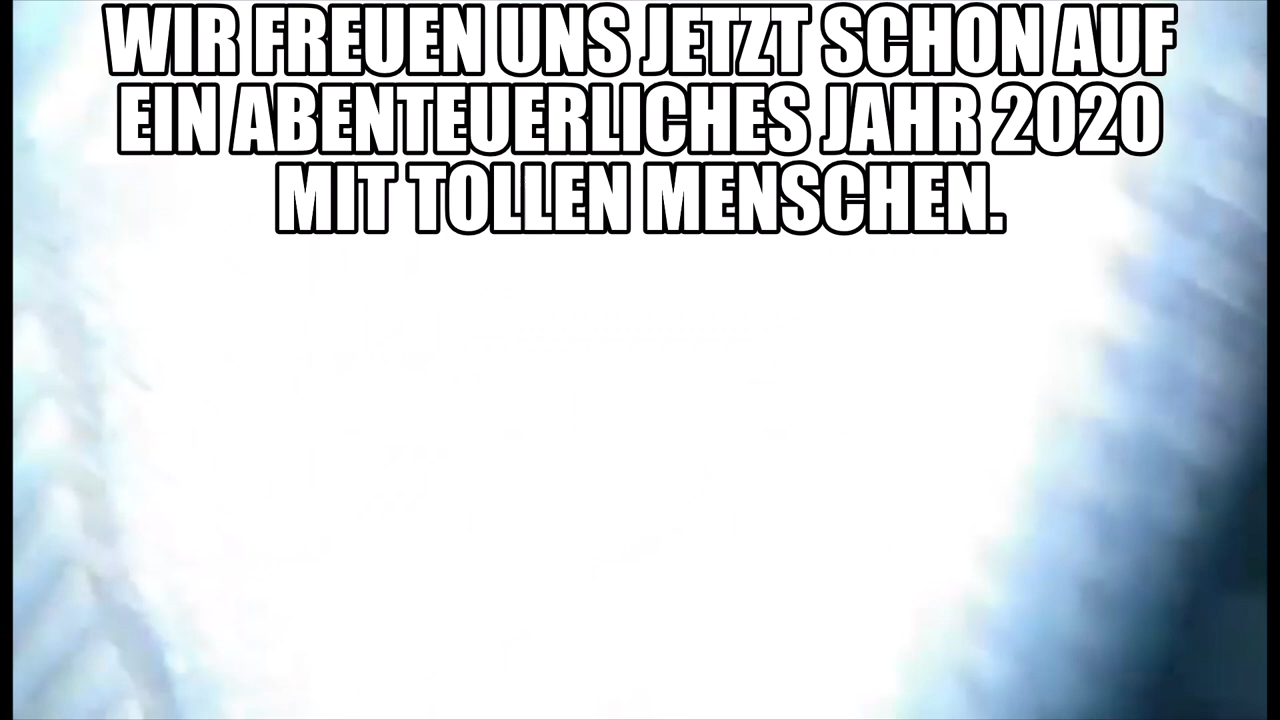 WIR FREUEN UNS JETZT SCHON AUF
EIN ABENTEUERLICHES JAHR 2020
MIT TOLLEN MENSCHEN.